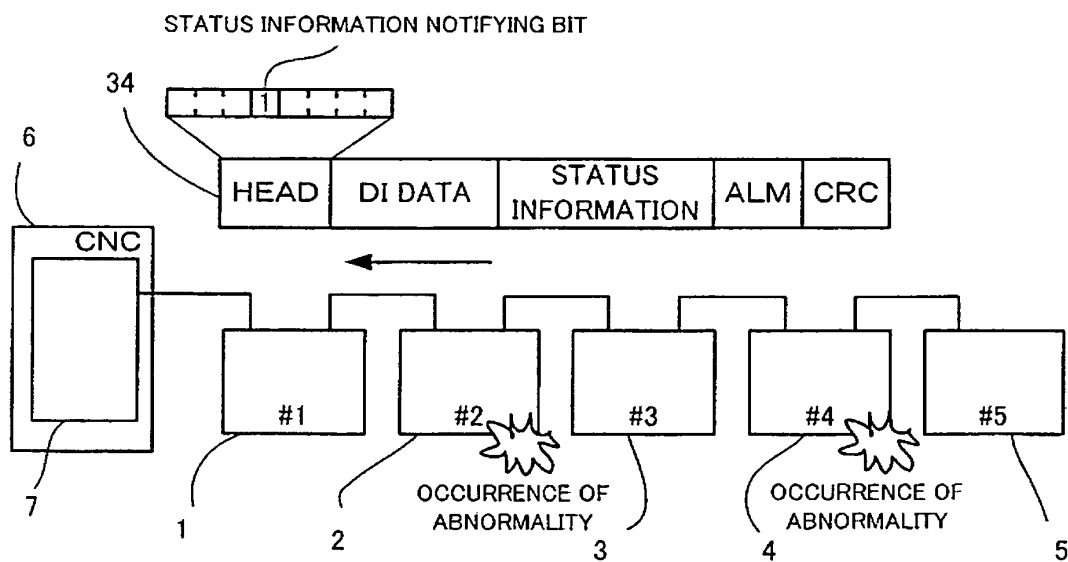 STATUS INFORMATION NOTIFYING BIT
34
1
6
HEAD
DI DATA
STATUS
INFORMATION
ALM
CRC
CNC
#1
#2
#3
#4
#5
7
1
2
OCCURRENCE OF
ABNORMALITY
3
4
OCCURRENCE OF
ABNORMALITY
5